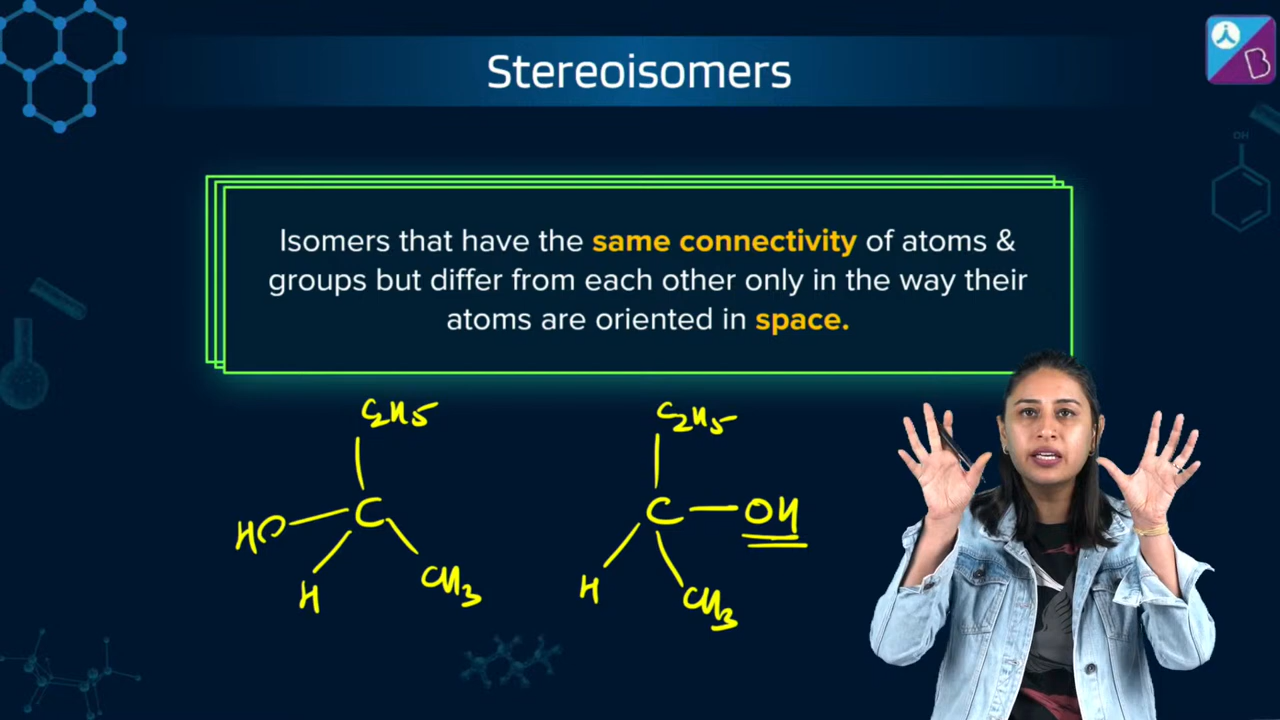 Stereoisomers
B
OH
Isomers that have the same connectivity of atoms &
groups but differ from each other only in the way their
atoms are oriented in space.
C2H5 C2H5
HO C C OH
H CH3 H CH3